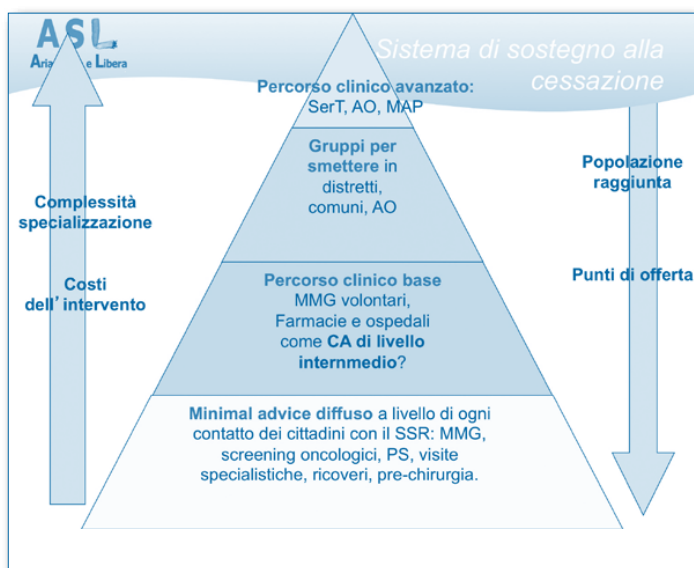 ASL
Aria e Libera
Sistema di sostegno alla
cessazione
Percorso clinico avanzato:
SerT, AO, MAP
Gruppi per
smettere in
distretti,
comuni, AO
Complessità
specializzazione
Costi
dell’intervento
Popolazione
raggiunta
Punti di offerta
Percorso clinico base
MMG volontari,
Farmacie e ospedali
come CA di livello
internmedio?
Minimal advice diffuso a livello di ogni
contatto dei cittadini con il SSR: MMG,
screening oncologici, PS, visite
specialistiche, ricoveri, pre-chirurgia.